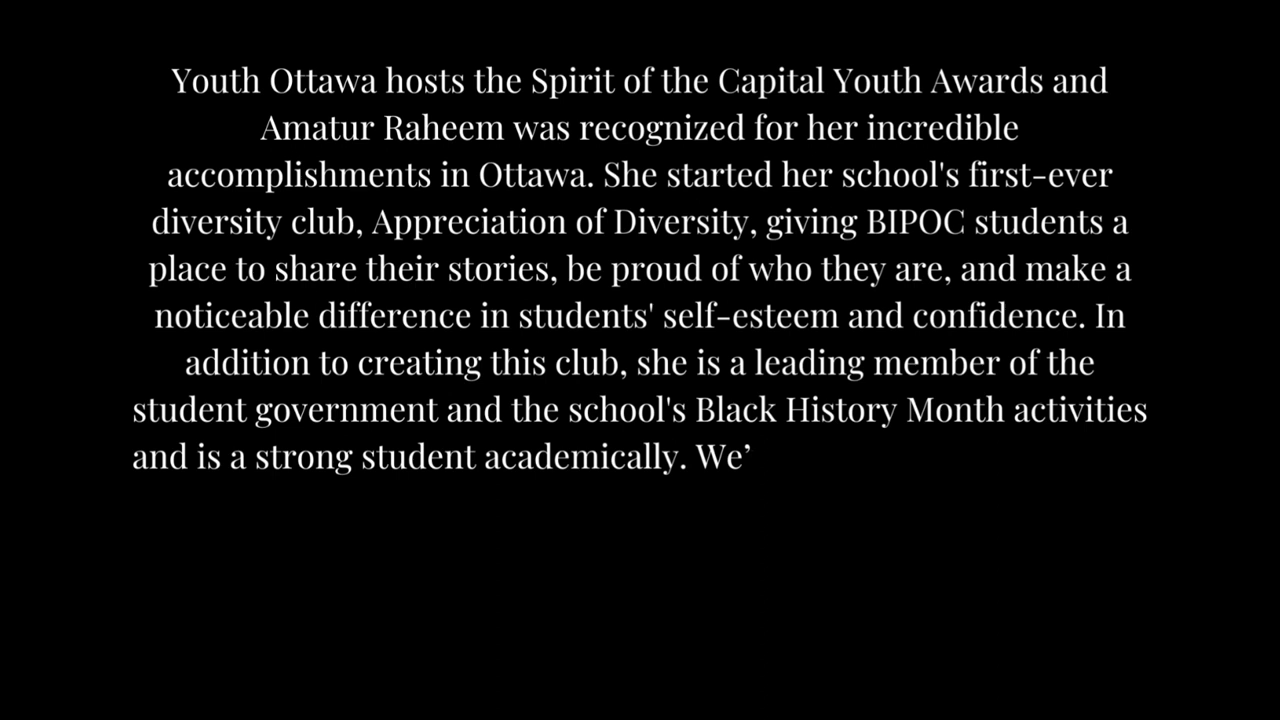 Youth Ottawa hosts the Spirit of the Capital Youth Awards and
Amatur Raheem was recognized for her incredible
accomplishments in Ottawa. She started her school's first-ever
diversity club, Appreciation of Diversity, giving BIPOC students a
place to share their stories, be proud of who they are, and make a
noticeable difference in students' self-esteem and confidence. In
addition to creating this club, she is a leading member of the
student government and the school's Black History Month activities
and is a strong student academically. We’